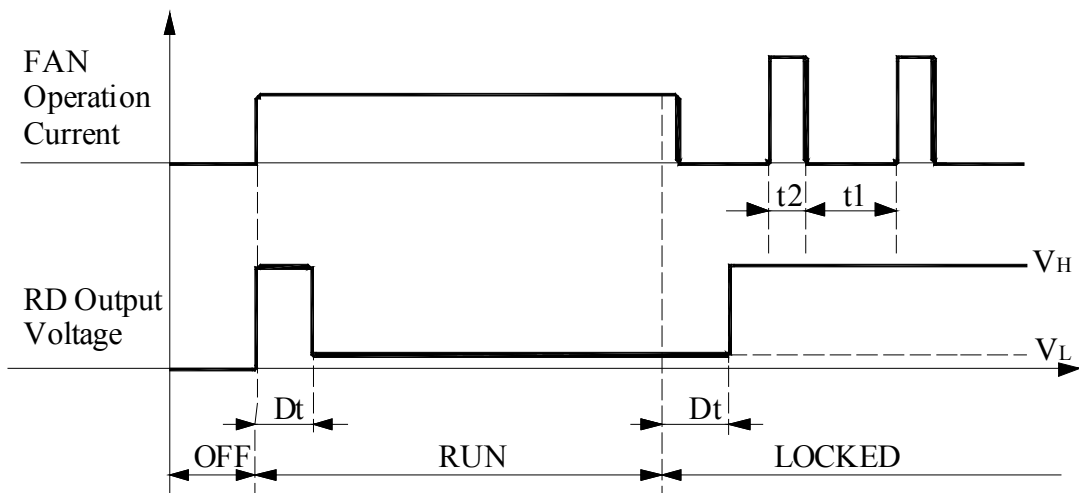 FAN
Operation
Current
t2
t1
VH
RD Output
Voltage
VL
Dt
Dt
OFF
RUN
LOCKED